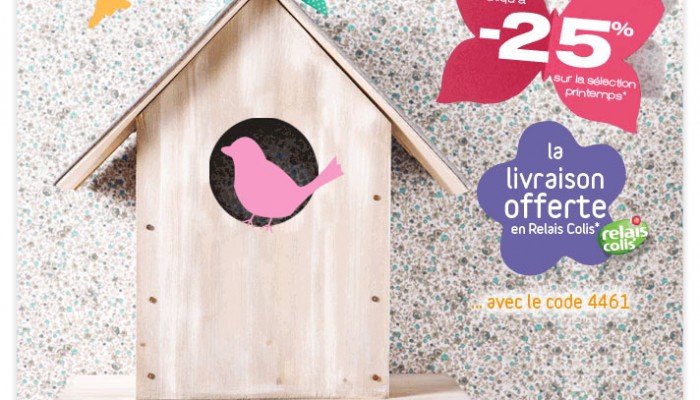 à
-25%
sur la sélection
printemps*
la
livraison
offerte
en Relais Colis*
relais
colis
... avec le code 4461